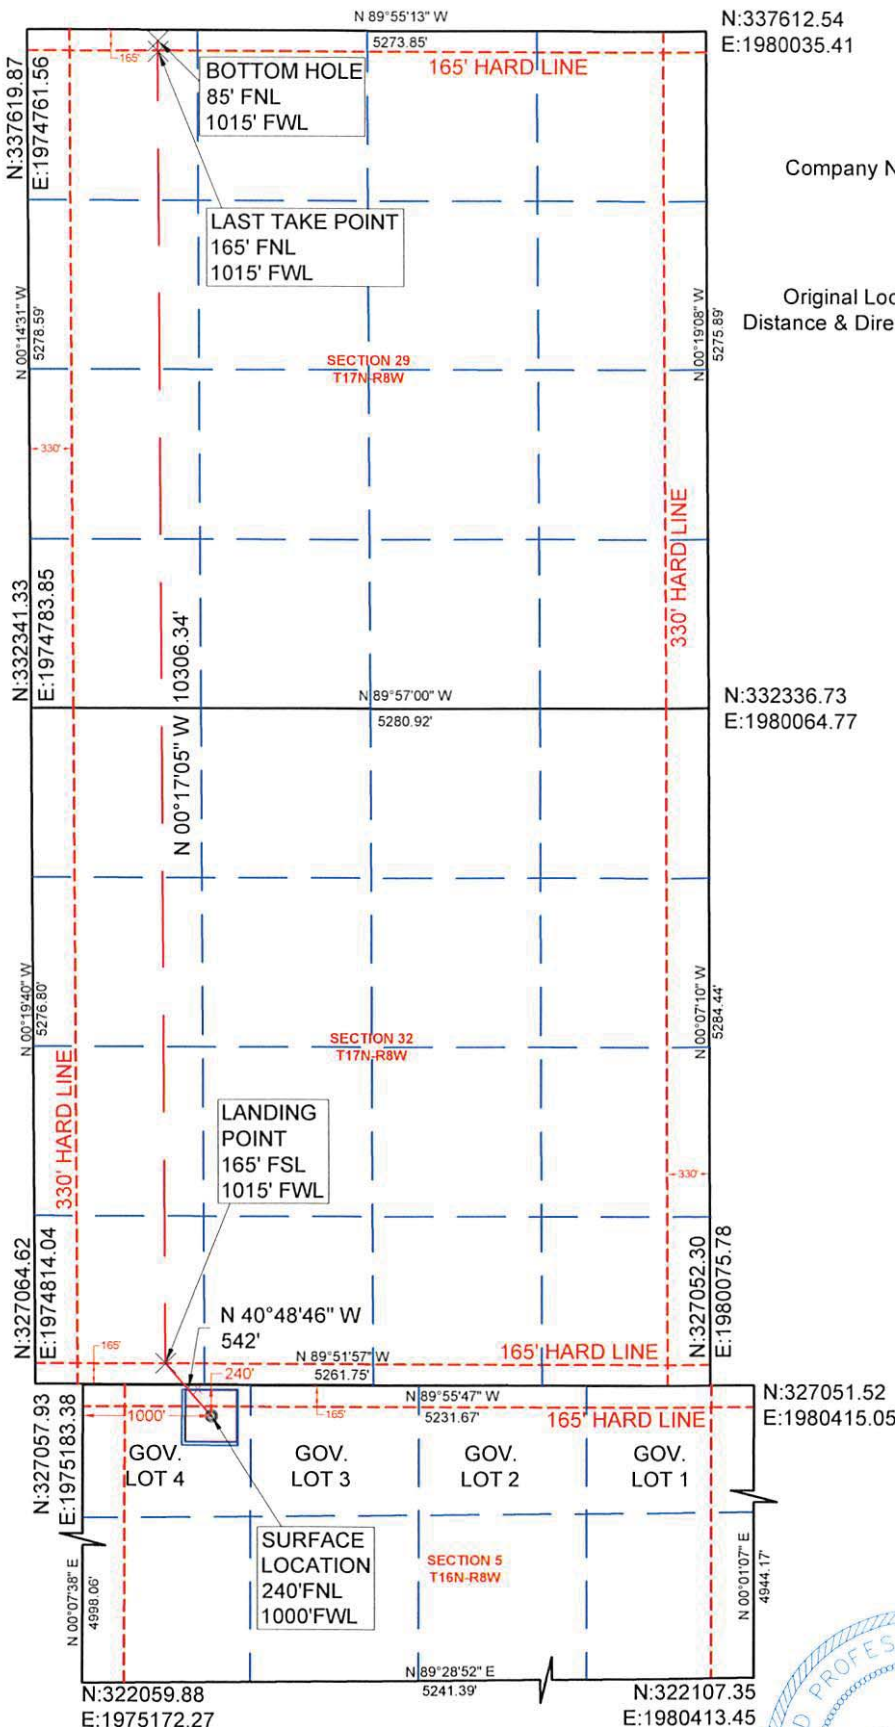 N 89°55'13" W
5273.85'
N:337612.54
E:1980035.41
165'
165' HARD LINE
N:337619.87
E:1974761.56
BOTTOM HOLE
85' FNL
1015' FWL
Company N
LAST TAKE POINT
165' FNL
1015' FWL
Original Loc
Distance & Dire
N 00°14'31" W
5278.59'
N 00°19'08" W
5275.89'
SECTION 29
T17N-R8W
330'
330' HARD LINE
N:332341.33
E:1974783.85
N 00°17'05" W 10306.34'
N 89°57'00" W
5280.92'
N:332336.73
E:1980064.77
N 00°19'40" W
5276.80'
N 00°07'10" W
5284.44'
SECTION 32
T17N-R8W
330' HARD LINE
LANDING
POINT
165' FSL
1015' FWL
330'
N:327064.62
E:1974814.04
N:327052.30
E:1980075.78
N 40°48'46" W
542'
165'
240'
N 89°51'57" W
5261.75'
165' HARD LINE
N:327057.93
E:1975183.38
1000'
165'
N 89°55'47" W
5231.67'
165' HARD LINE
N:327051.52
E:1980415.05
GOV.
LOT 4
GOV.
LOT 3
GOV.
LOT 2
GOV.
LOT 1
SURFACE
LOCATION
240'FNL
1000'FWL
SECTION 5
T16N-R8W
N 00°07'38" E
4998.06'
N 00°01'07" E
4944.17'
N 89°28'52" E
5241.39'
N:322059.88
E:1975172.27
N:322107.35
E:1980413.45
D PROFES